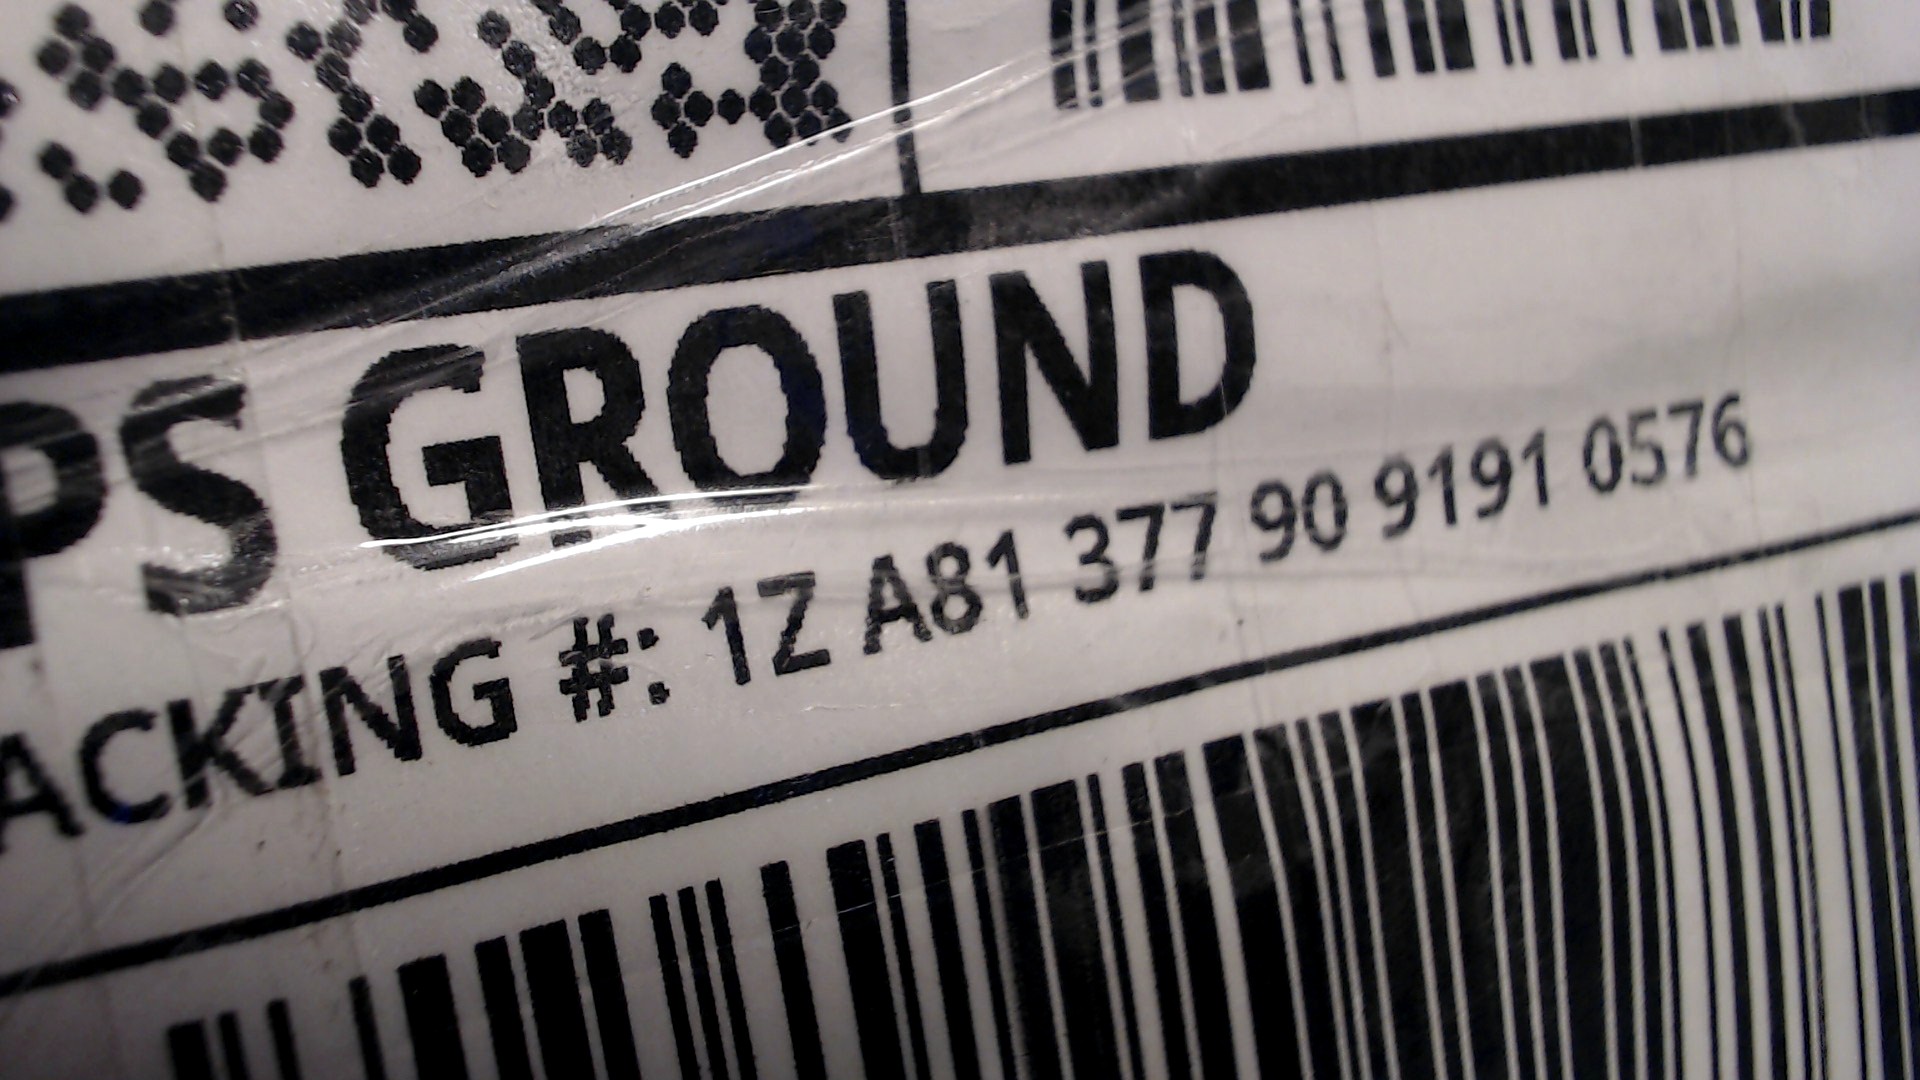 PS GROUND
ACKING #: 1Z A81 377 90 9191 0576